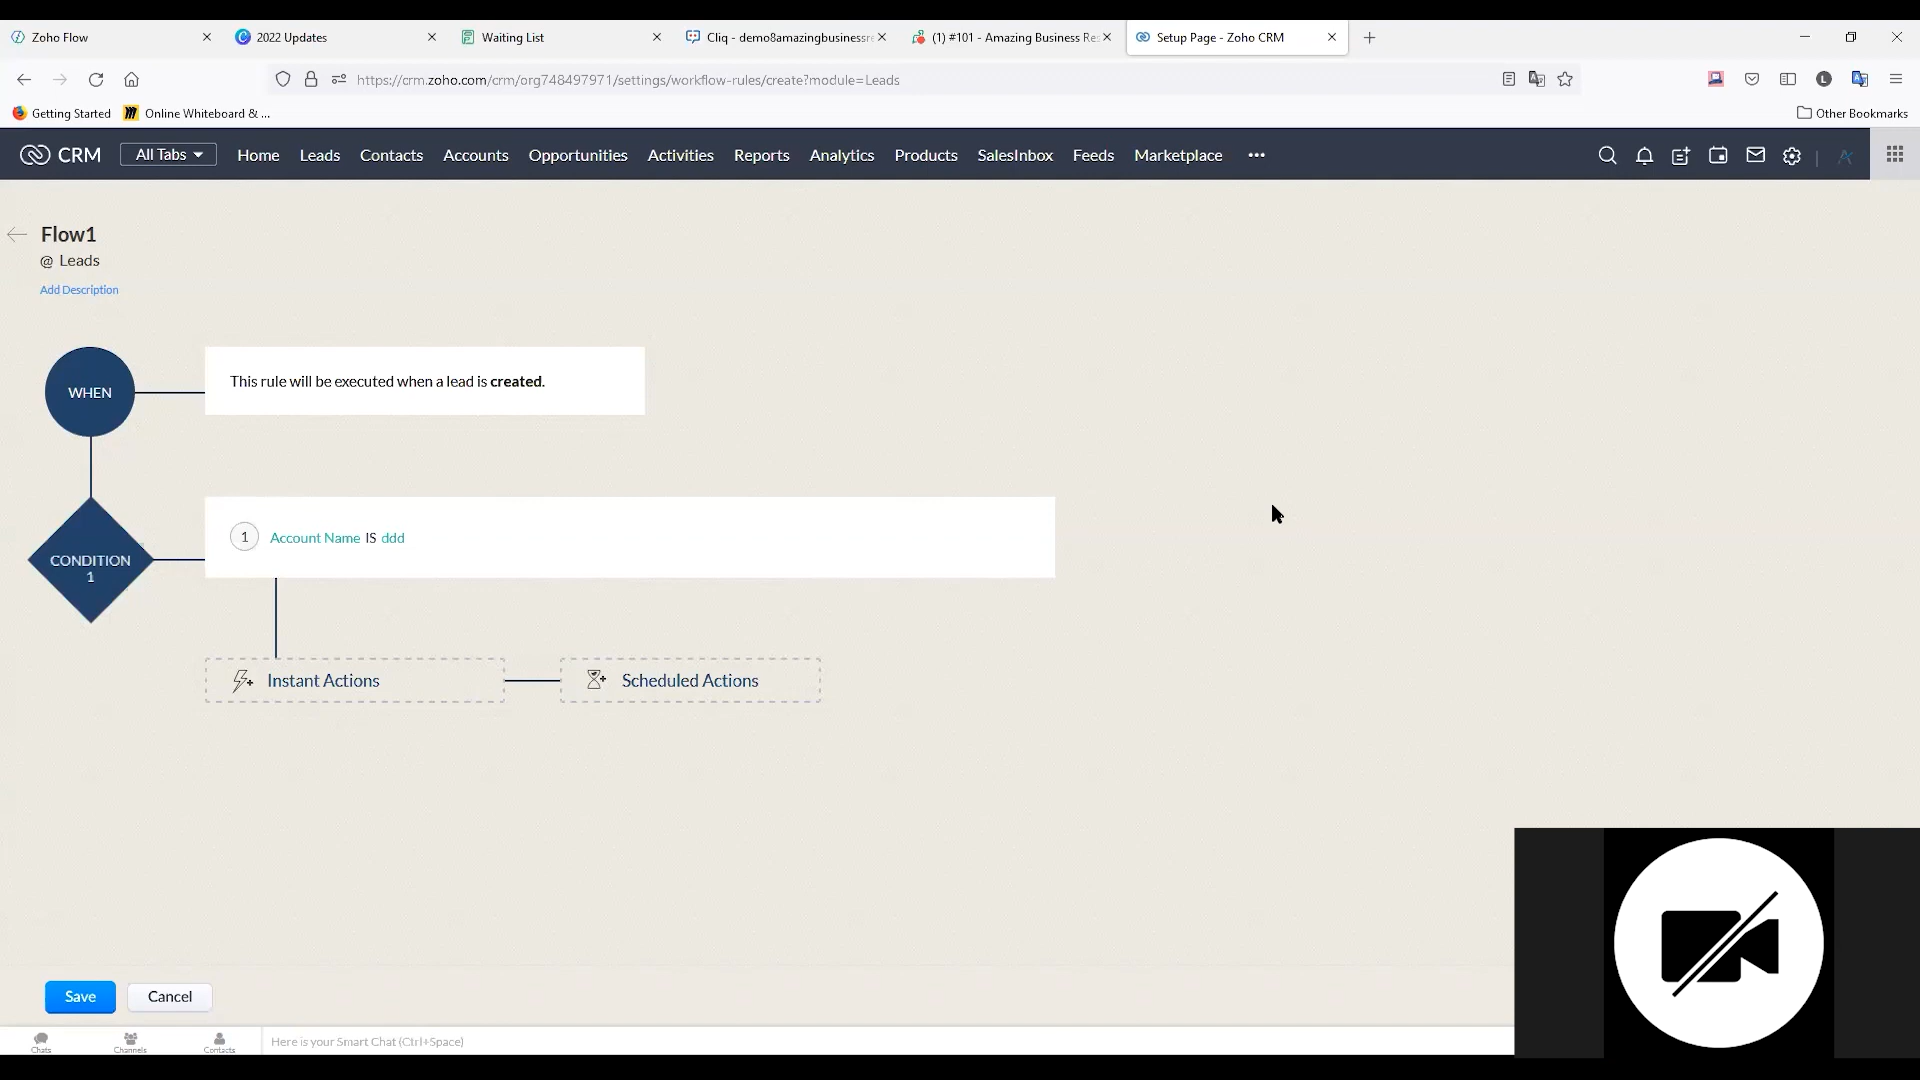 Zoho Flow
2022 Updates
Waiting List
Cliq - demo8amazingbusinessre
(1) #101 - Amazing Business Res
Setup Page - Zoho CRM
https://crm.zoho.com/crm/org748497971/settings/workflow-rules/create?module=Leads
L
Getting Started
Online Whiteboard & ...
Other Bookmarks
CRM
All Tabs
Home
Leads
Contacts
Accounts
Opportunities
Activities
Reports
Analytics
Products
SalesInbox
Feeds
Marketplace
Flow1
@ Leads
Add Description
WHEN
This rule will be executed when a lead is created.
CONDITION
1
1 Account Name IS ddd
Instant Actions
Scheduled Actions
Save
Cancel
Chats
Channels
Contacts
Here is your Smart Chat (Ctrl+Space)